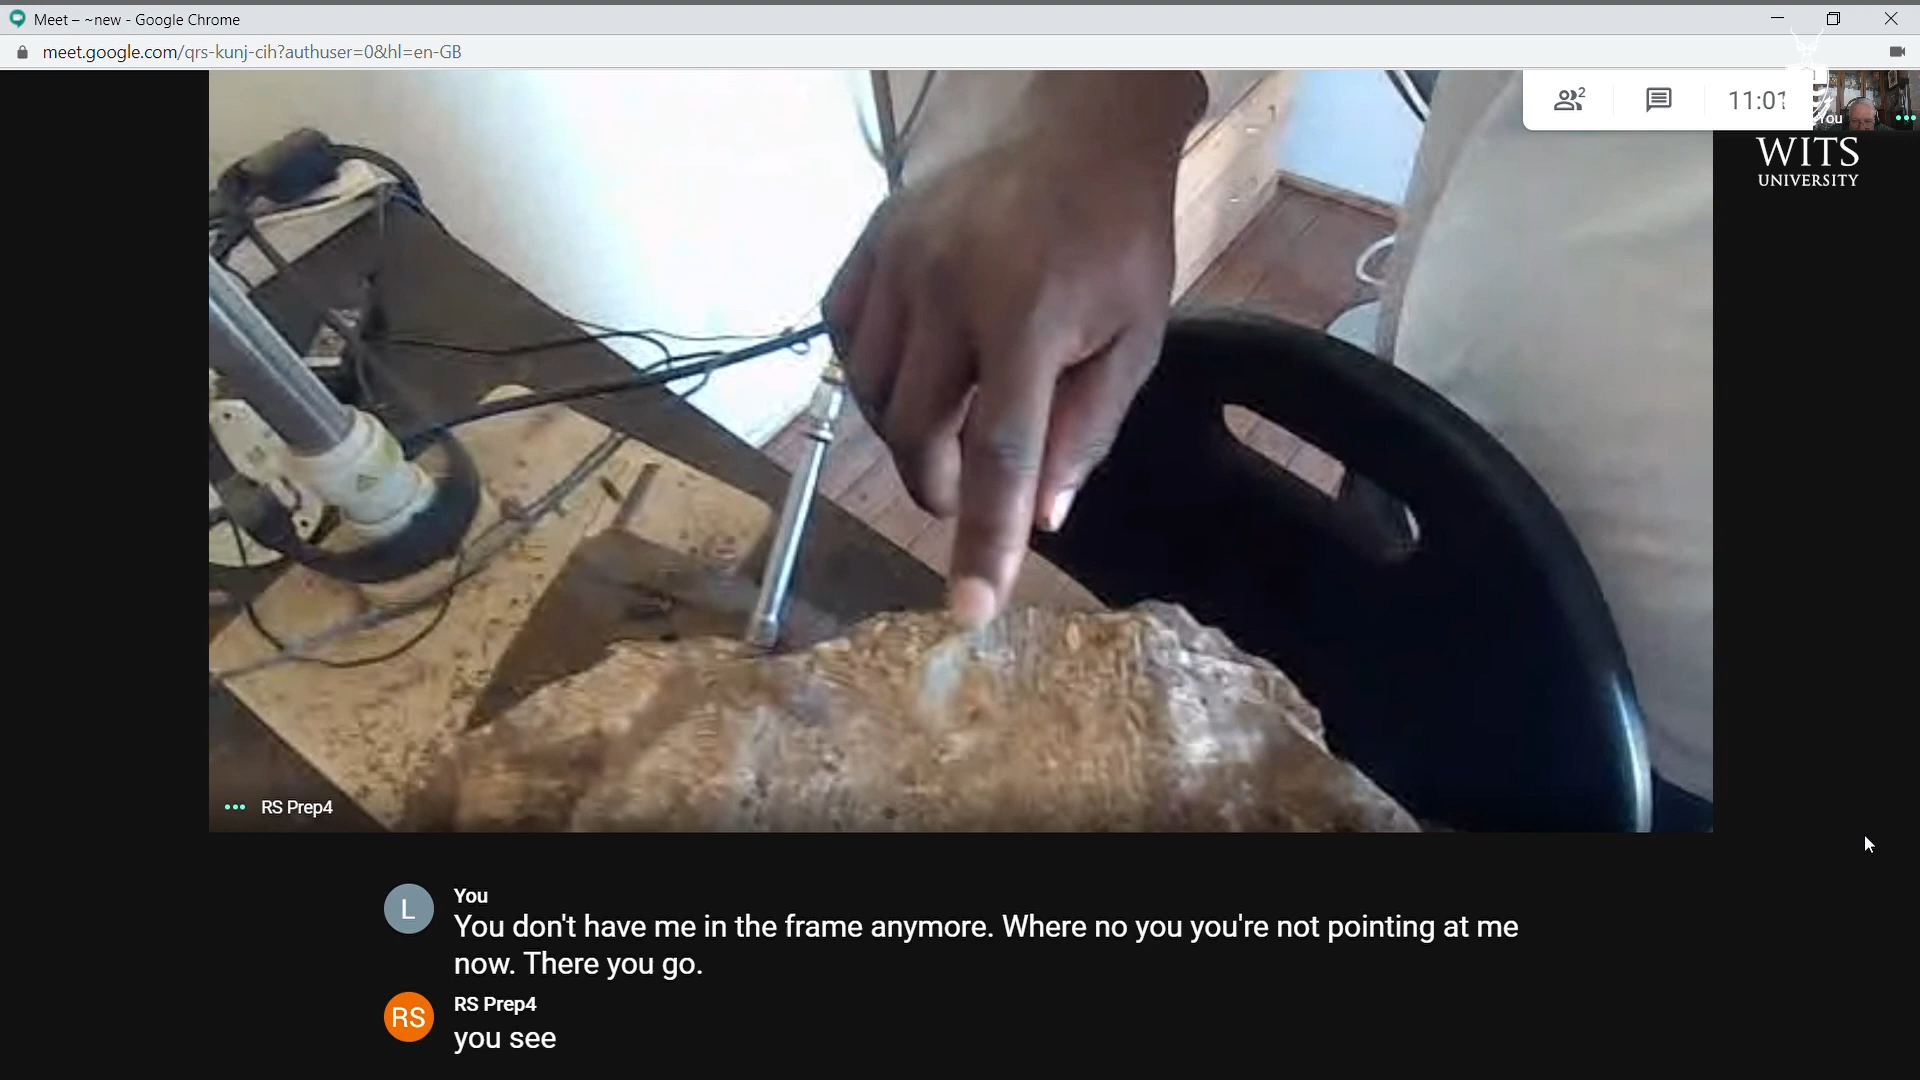 Meet – ~new - Google Chrome
meet.google.com/qrs-kunj-cih?authuser=0&hl=en-GB
2
11:01
You
WITS
UNIVERSITY
RS Prep4
L
You
You don't have me in the frame anymore. Where no you you're not pointing at me
now. There you go.
RS
RS Prep4
you see